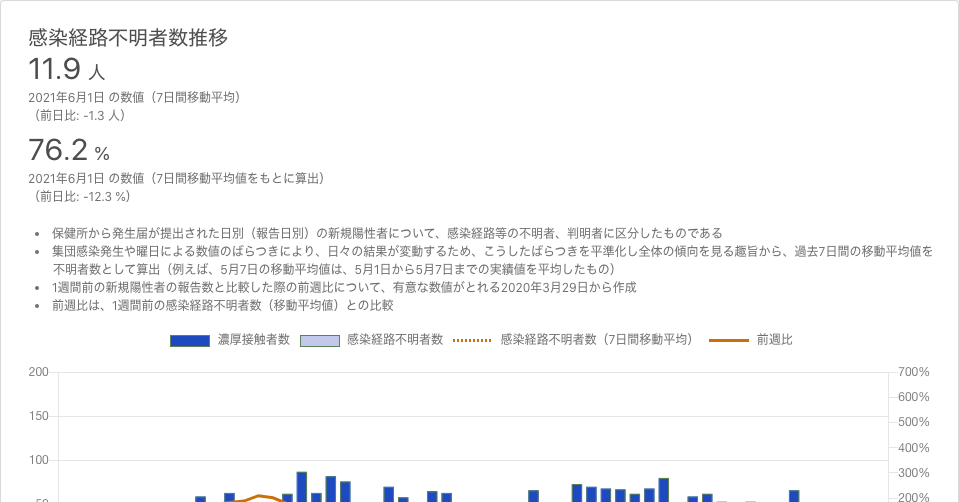 感染経路不明者数推移
11.9 人
2021年6月1日 の数値（7日間移動平均）
（前日比: -1.3 人）
76.2 %
2021年6月1日 の数値（7日間移動平均値をもとに算出）
（前日比: -12.3 %）
• 保健所から発生届が提出された日別（報告日別）の新規陽性者について、感染経路等の不明者、判明者に区分したものである
• 集団感染発生や曜日による数値のばらつきにより、日々の結果が変動するため、こうしたばらつきを平準化し全体の傾向を見る趣旨から、過去7日間の移動平均値を
不明者数として算出（例えば、5月7日の移動平均値は、5月1日から5月7日までの実績値を平均したもの）
• 1週間前の新規陽性者の報告数と比較した際の前週比について、有意な数値がとれる2020年3月29日から作成
• 前週比は、1週間前の感染経路不明者数（移動平均値）との比較
濃厚接触者数 感染経路不明者数 感染経路不明者数（7日間移動平均） 前週比
200 700%
600%
150
500%
400%
100
300%
50 200%